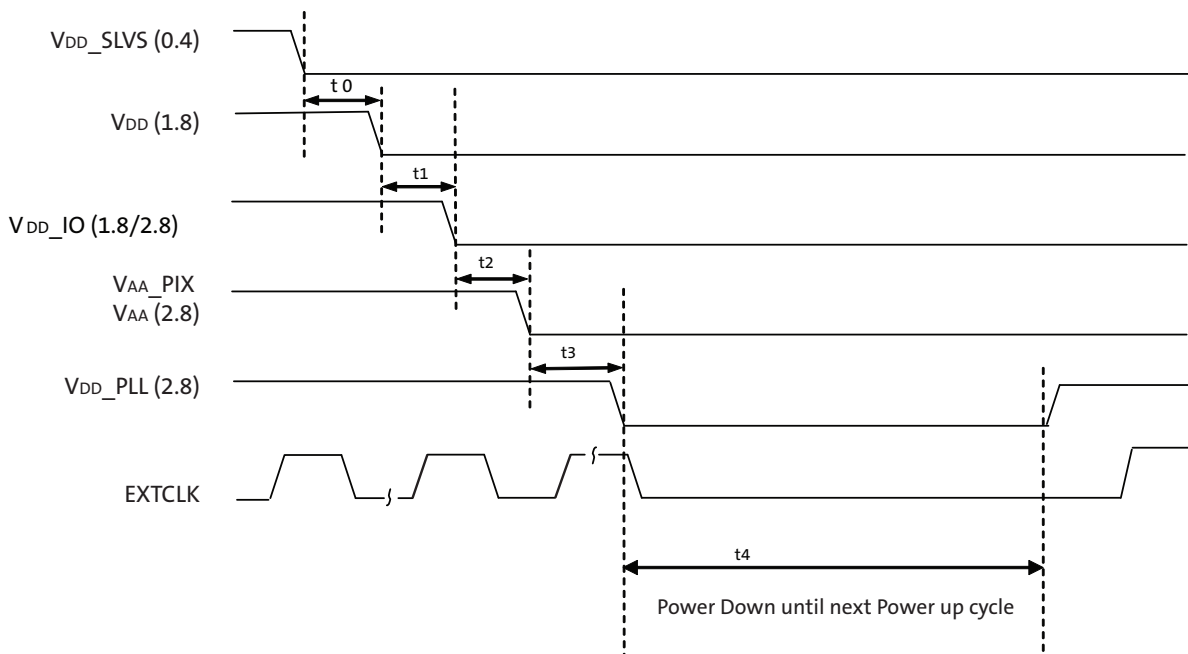 VDD_SLVS (0.4)
t 0
VDD (1.8)
t1
VDD_IO (1.8/2.8)
t2
VAA_PIX
VAA (2.8)
t3
VDD_PLL (2.8)
EXTCLK
t4
Power Down until next Power up cycle